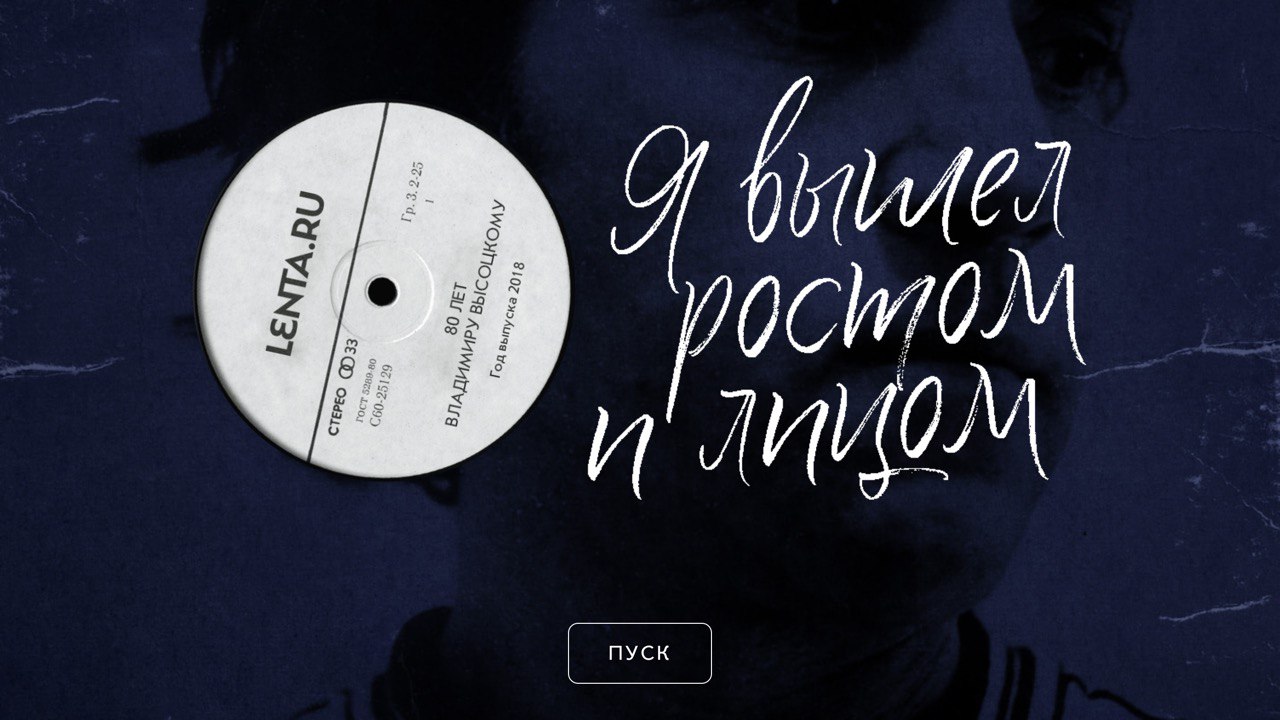 LENTA.RU
СТЕРЕО 33
ГОСТ 5289-80
С60-25129
Гр. 3. 2-25
1
80 ЛЕТ
ВЛАДИМИРУ ВЫСОЦКОМУ
Год выпуска 2018
Я вышел
ростом
и лицом
ПУСК